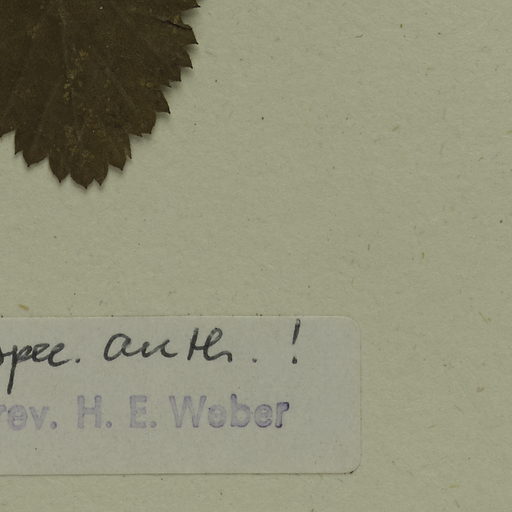 spec. auth. !
rev. H. E. Weber